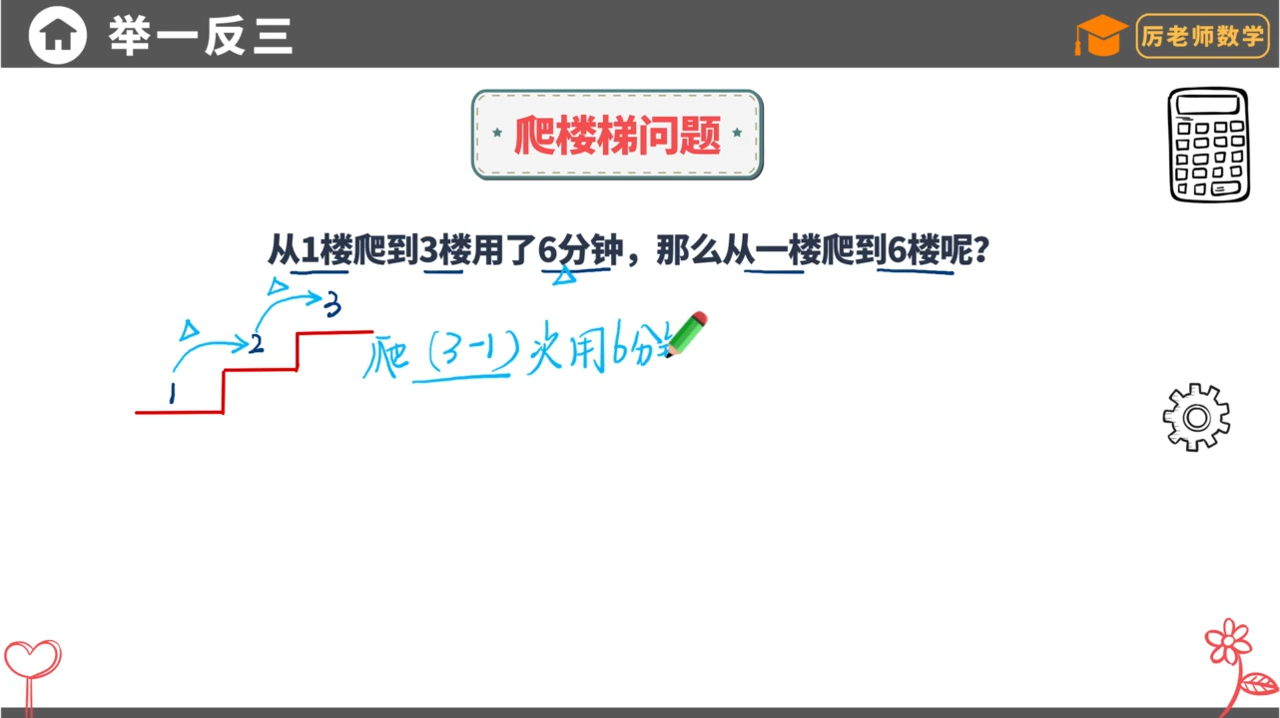 举一反三
厉老师数学
爬楼梯问题
从1楼爬到3楼用了6分钟，那么从一楼爬到6楼呢？
1
2
3
爬(3-1)次用6分